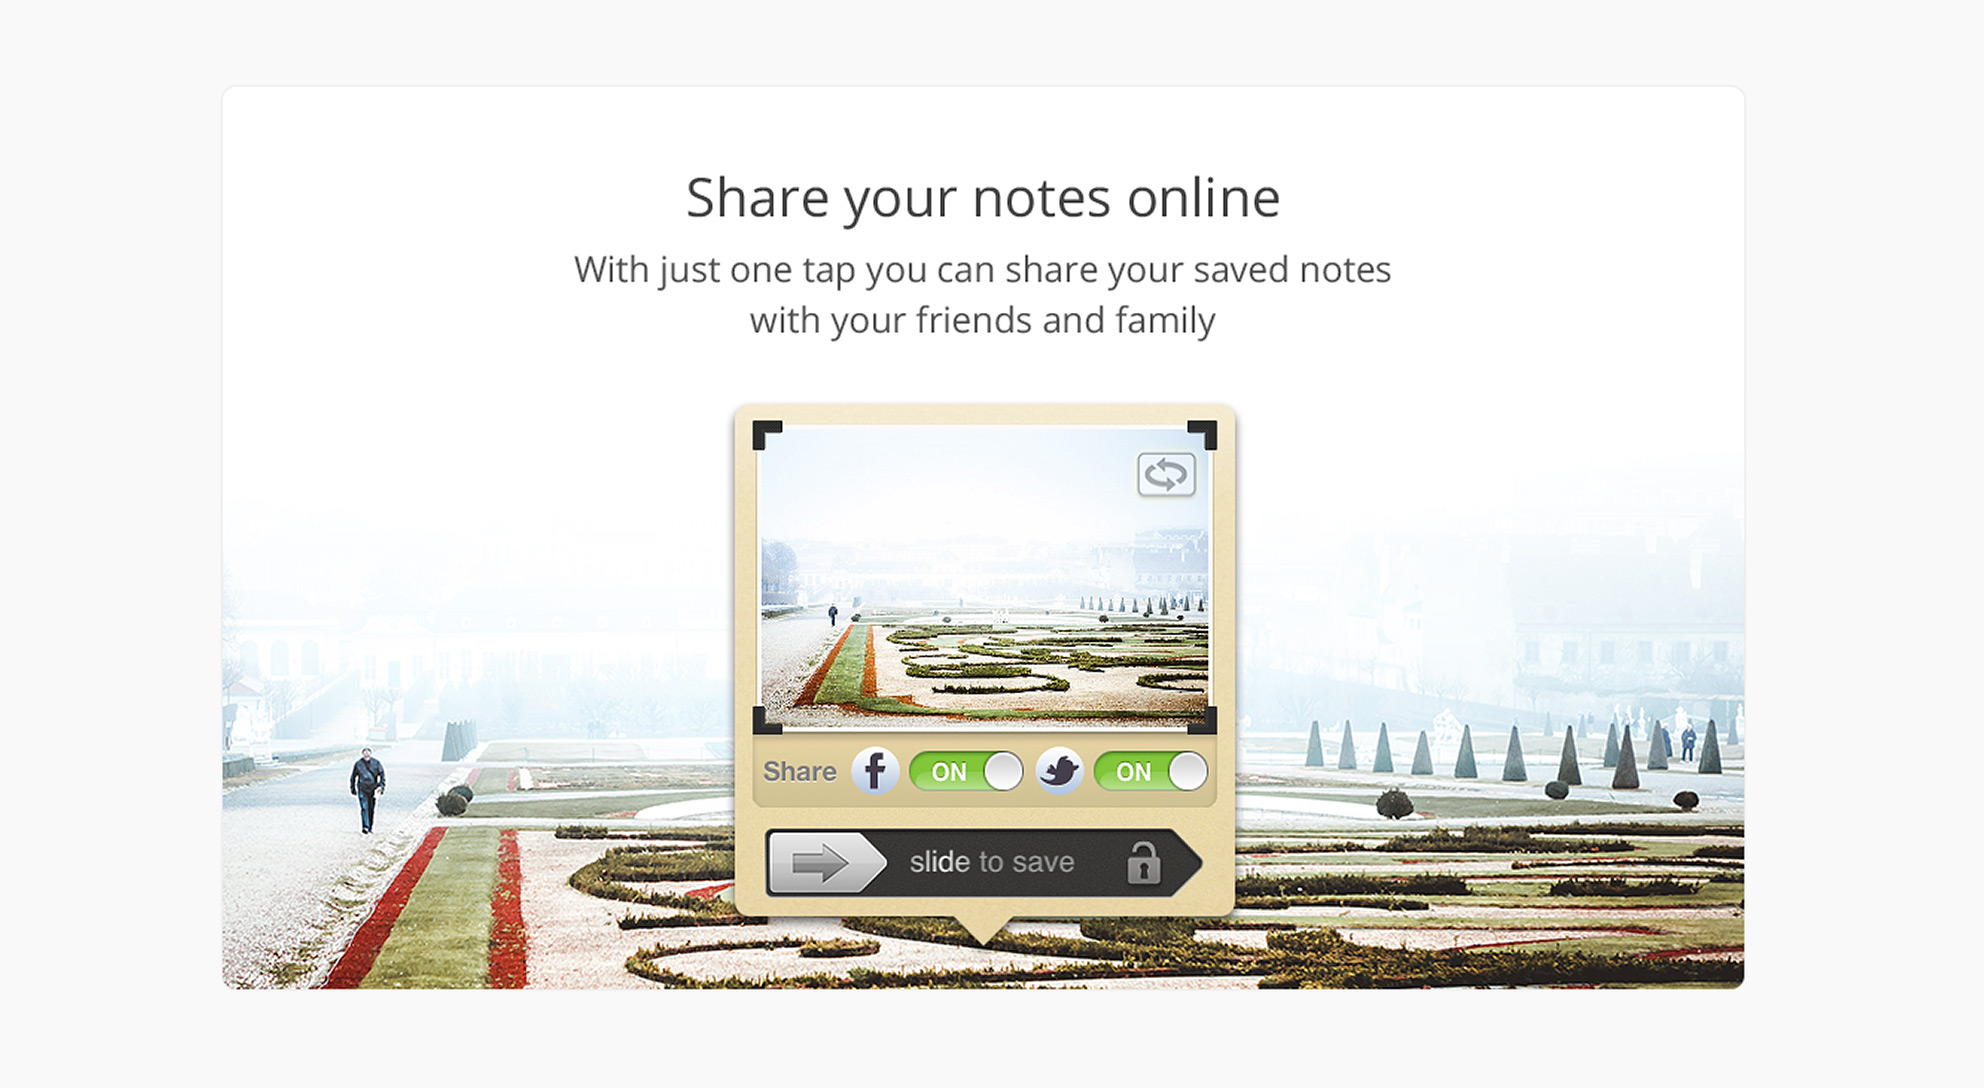 Share your notes online
With just one tap you can share your saved notes
with your friends and family
Share ON ON
slide to save